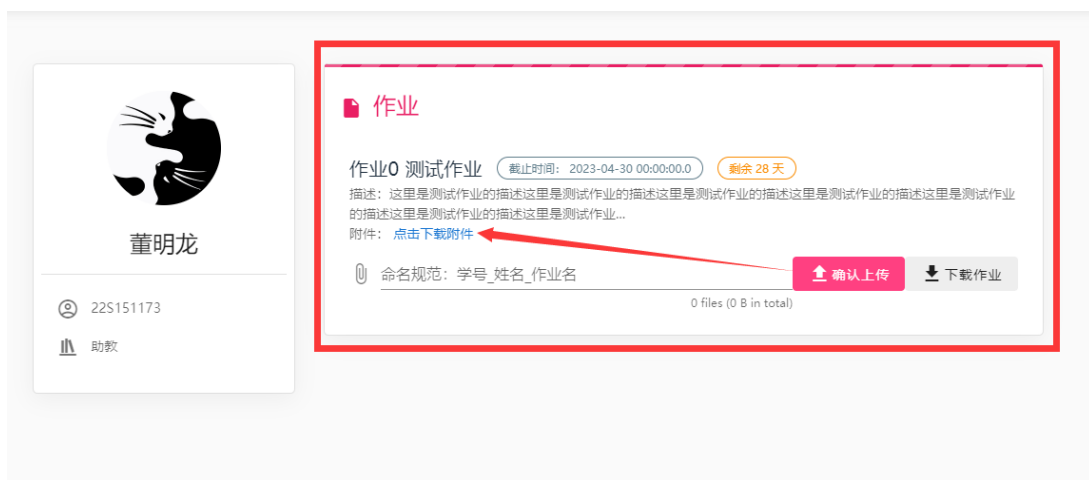 董明龙
22S151173
助教
作业
作业0 测试作业 截止时间： 2023-04-30 00:00:00.0 剩余 28 天
描述：这里是测试作业的描述这里是测试作业的描述这里是测试作业的描述这里是测试作业的描述这里是测试作业
的描述这里是测试作业的描述这里是测试作业...
附件： 点击下载附件
命名规范：学号_姓名_作业名 确认上传 下载作业
0 files (0 B in total)